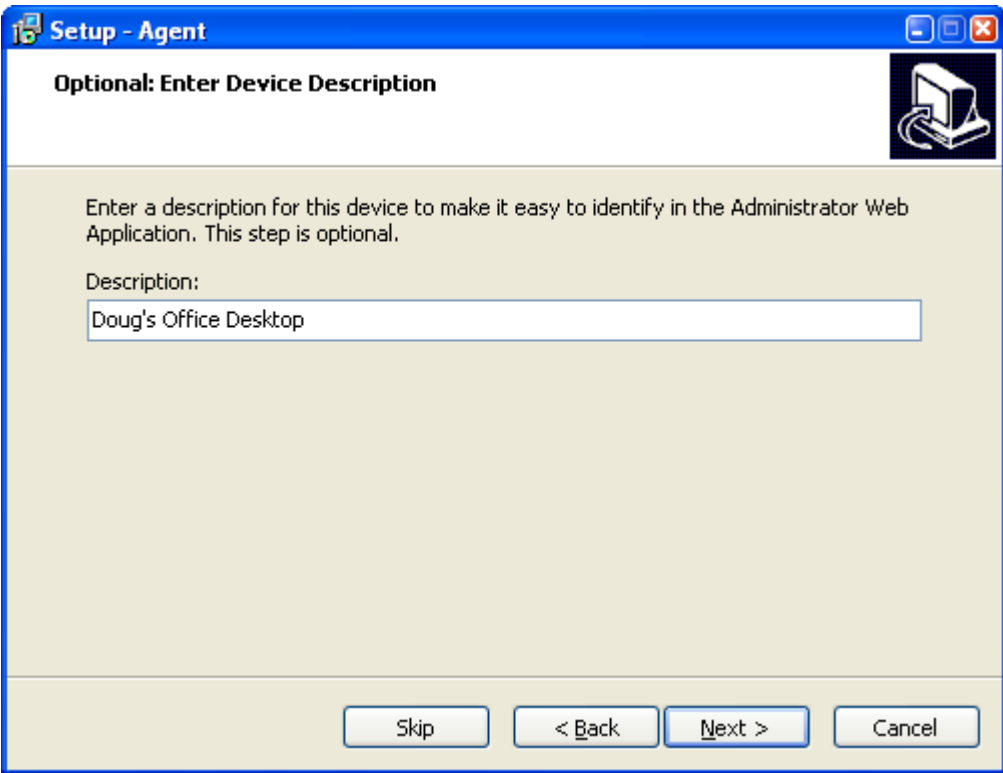 Setup - Agent
Optional: Enter Device Description
Enter a description for this device to make it easy to identify in the Administrator Web
Application. This step is optional.
Description:
Doug's Office Desktop
Skip
< Back
Next >
Cancel